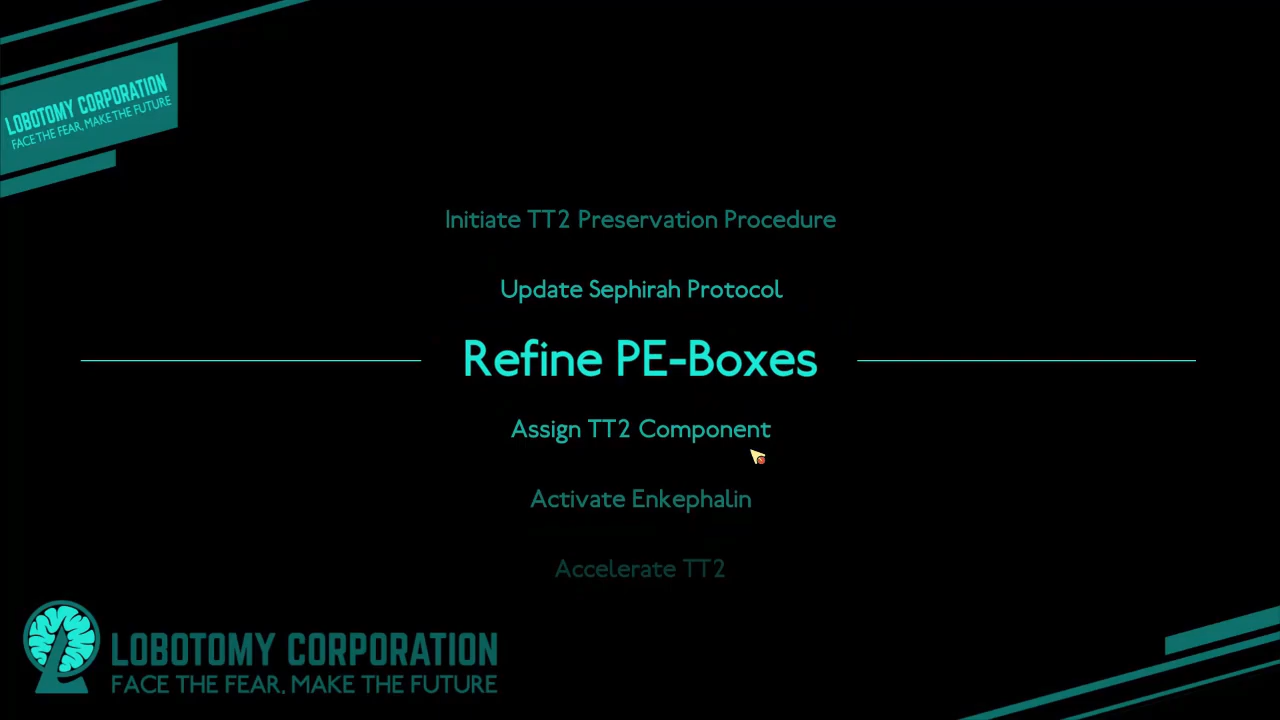 LOBOTOMY CORPORATION
FACE THE FEAR, MAKE THE FUTURE
Initiate TT2 Preservation Procedure
Update Sephirah Protocol
Refine PE-Boxes
Assign TT2 Component
Activate Enkephalin
Accelerate TT2
LOBOTOMY CORPORATION
FACE THE FEAR, MAKE THE FUTURE